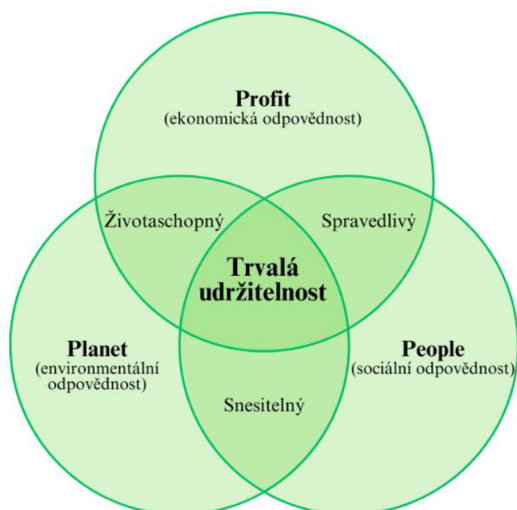 Profit
(ekonomická odpovědnost)
Životaschopný
Spravedlivý
Trvalá
udržitelnost
Planet
(environmentální
odpovědnost)
People
(sociální odpovědnost)
Snesitelný